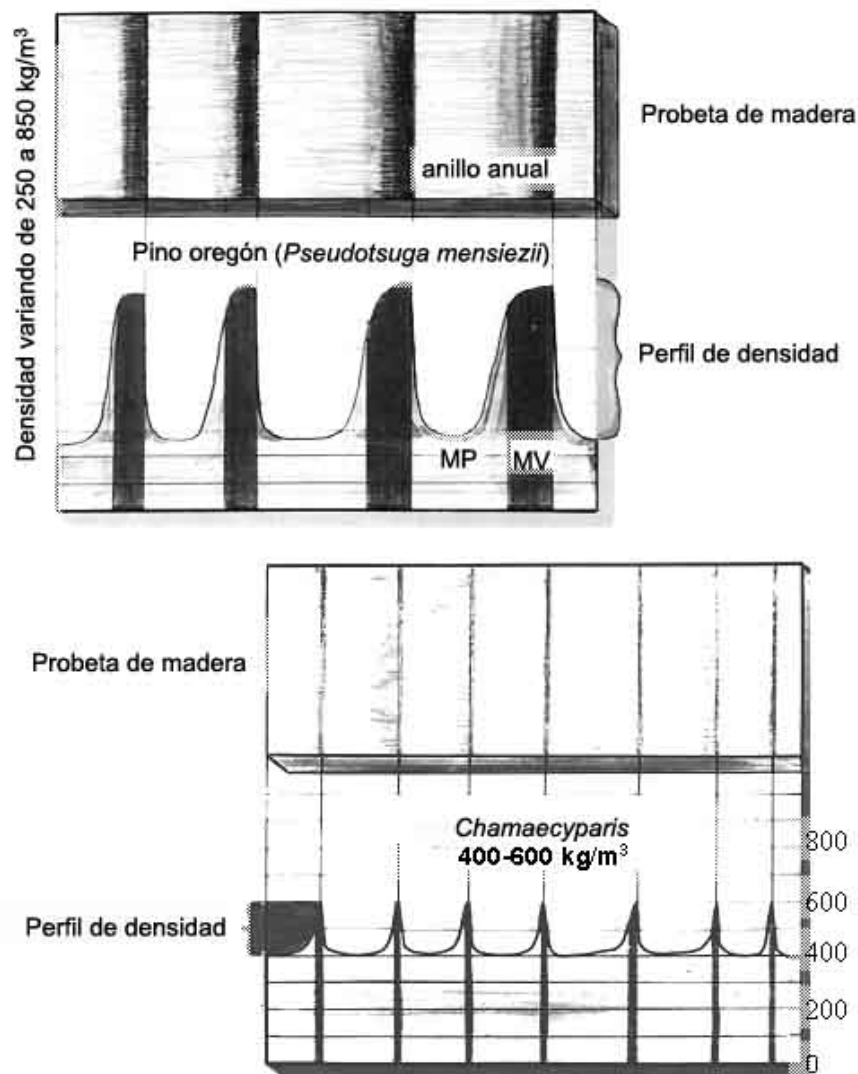 Densidad variando de 250 a 850 kg/m³
Probeta de madera
anillo anual
Pino oregón (Pseudotsuga mensiezii)
Perfil de densidad
MP
MV
Probeta de madera
Chamaecyparis
400-600 kg/m³
800
600
Perfil de densidad
400
200
0